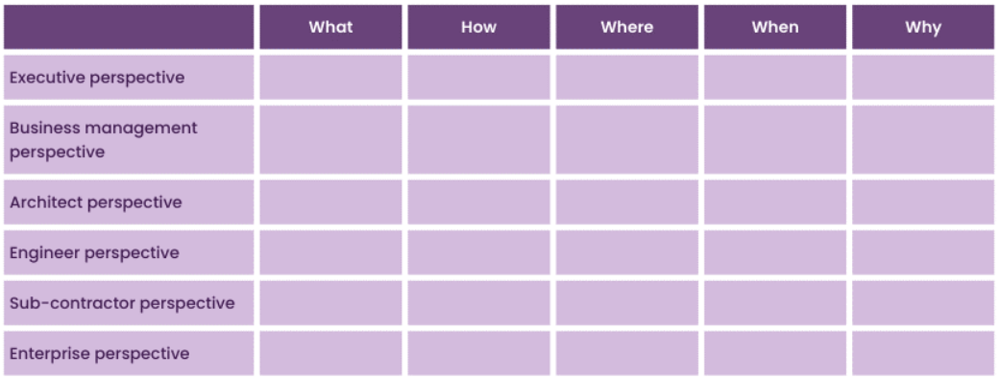 What How Where When Why
Executive perspective
Business management
perspective
Architect perspective
Engineer perspective
Sub-contractor perspective
Enterprise perspective